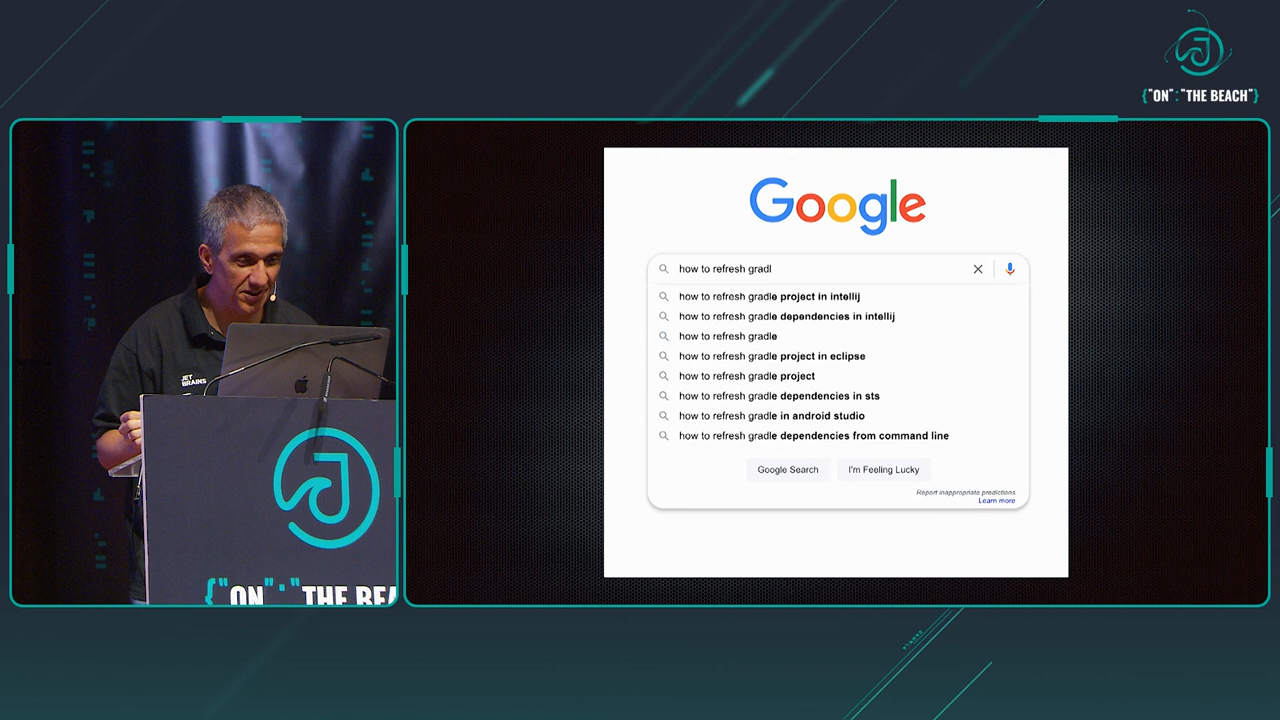 {"ON":"THE BEACH"}
JET
BRAINS
{"ON":"THE BEA
Google
how to refresh gradl
how to refresh gradle project in intellij
how to refresh gradle dependencies in intellij
how to refresh gradle
how to refresh gradle project in eclipse
how to refresh gradle project
how to refresh gradle dependencies in sts
how to refresh gradle in android studio
how to refresh gradle dependencies from command line
Google Search
I'm Feeling Lucky
Report inappropriate predictions
Learn more